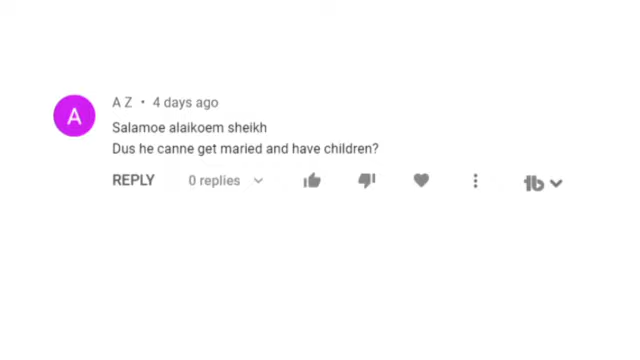 A
A Z • 4 days ago
Salamoe alaikoem sheikh
Dus he canne get maried and have children?
REPLY 0 replies